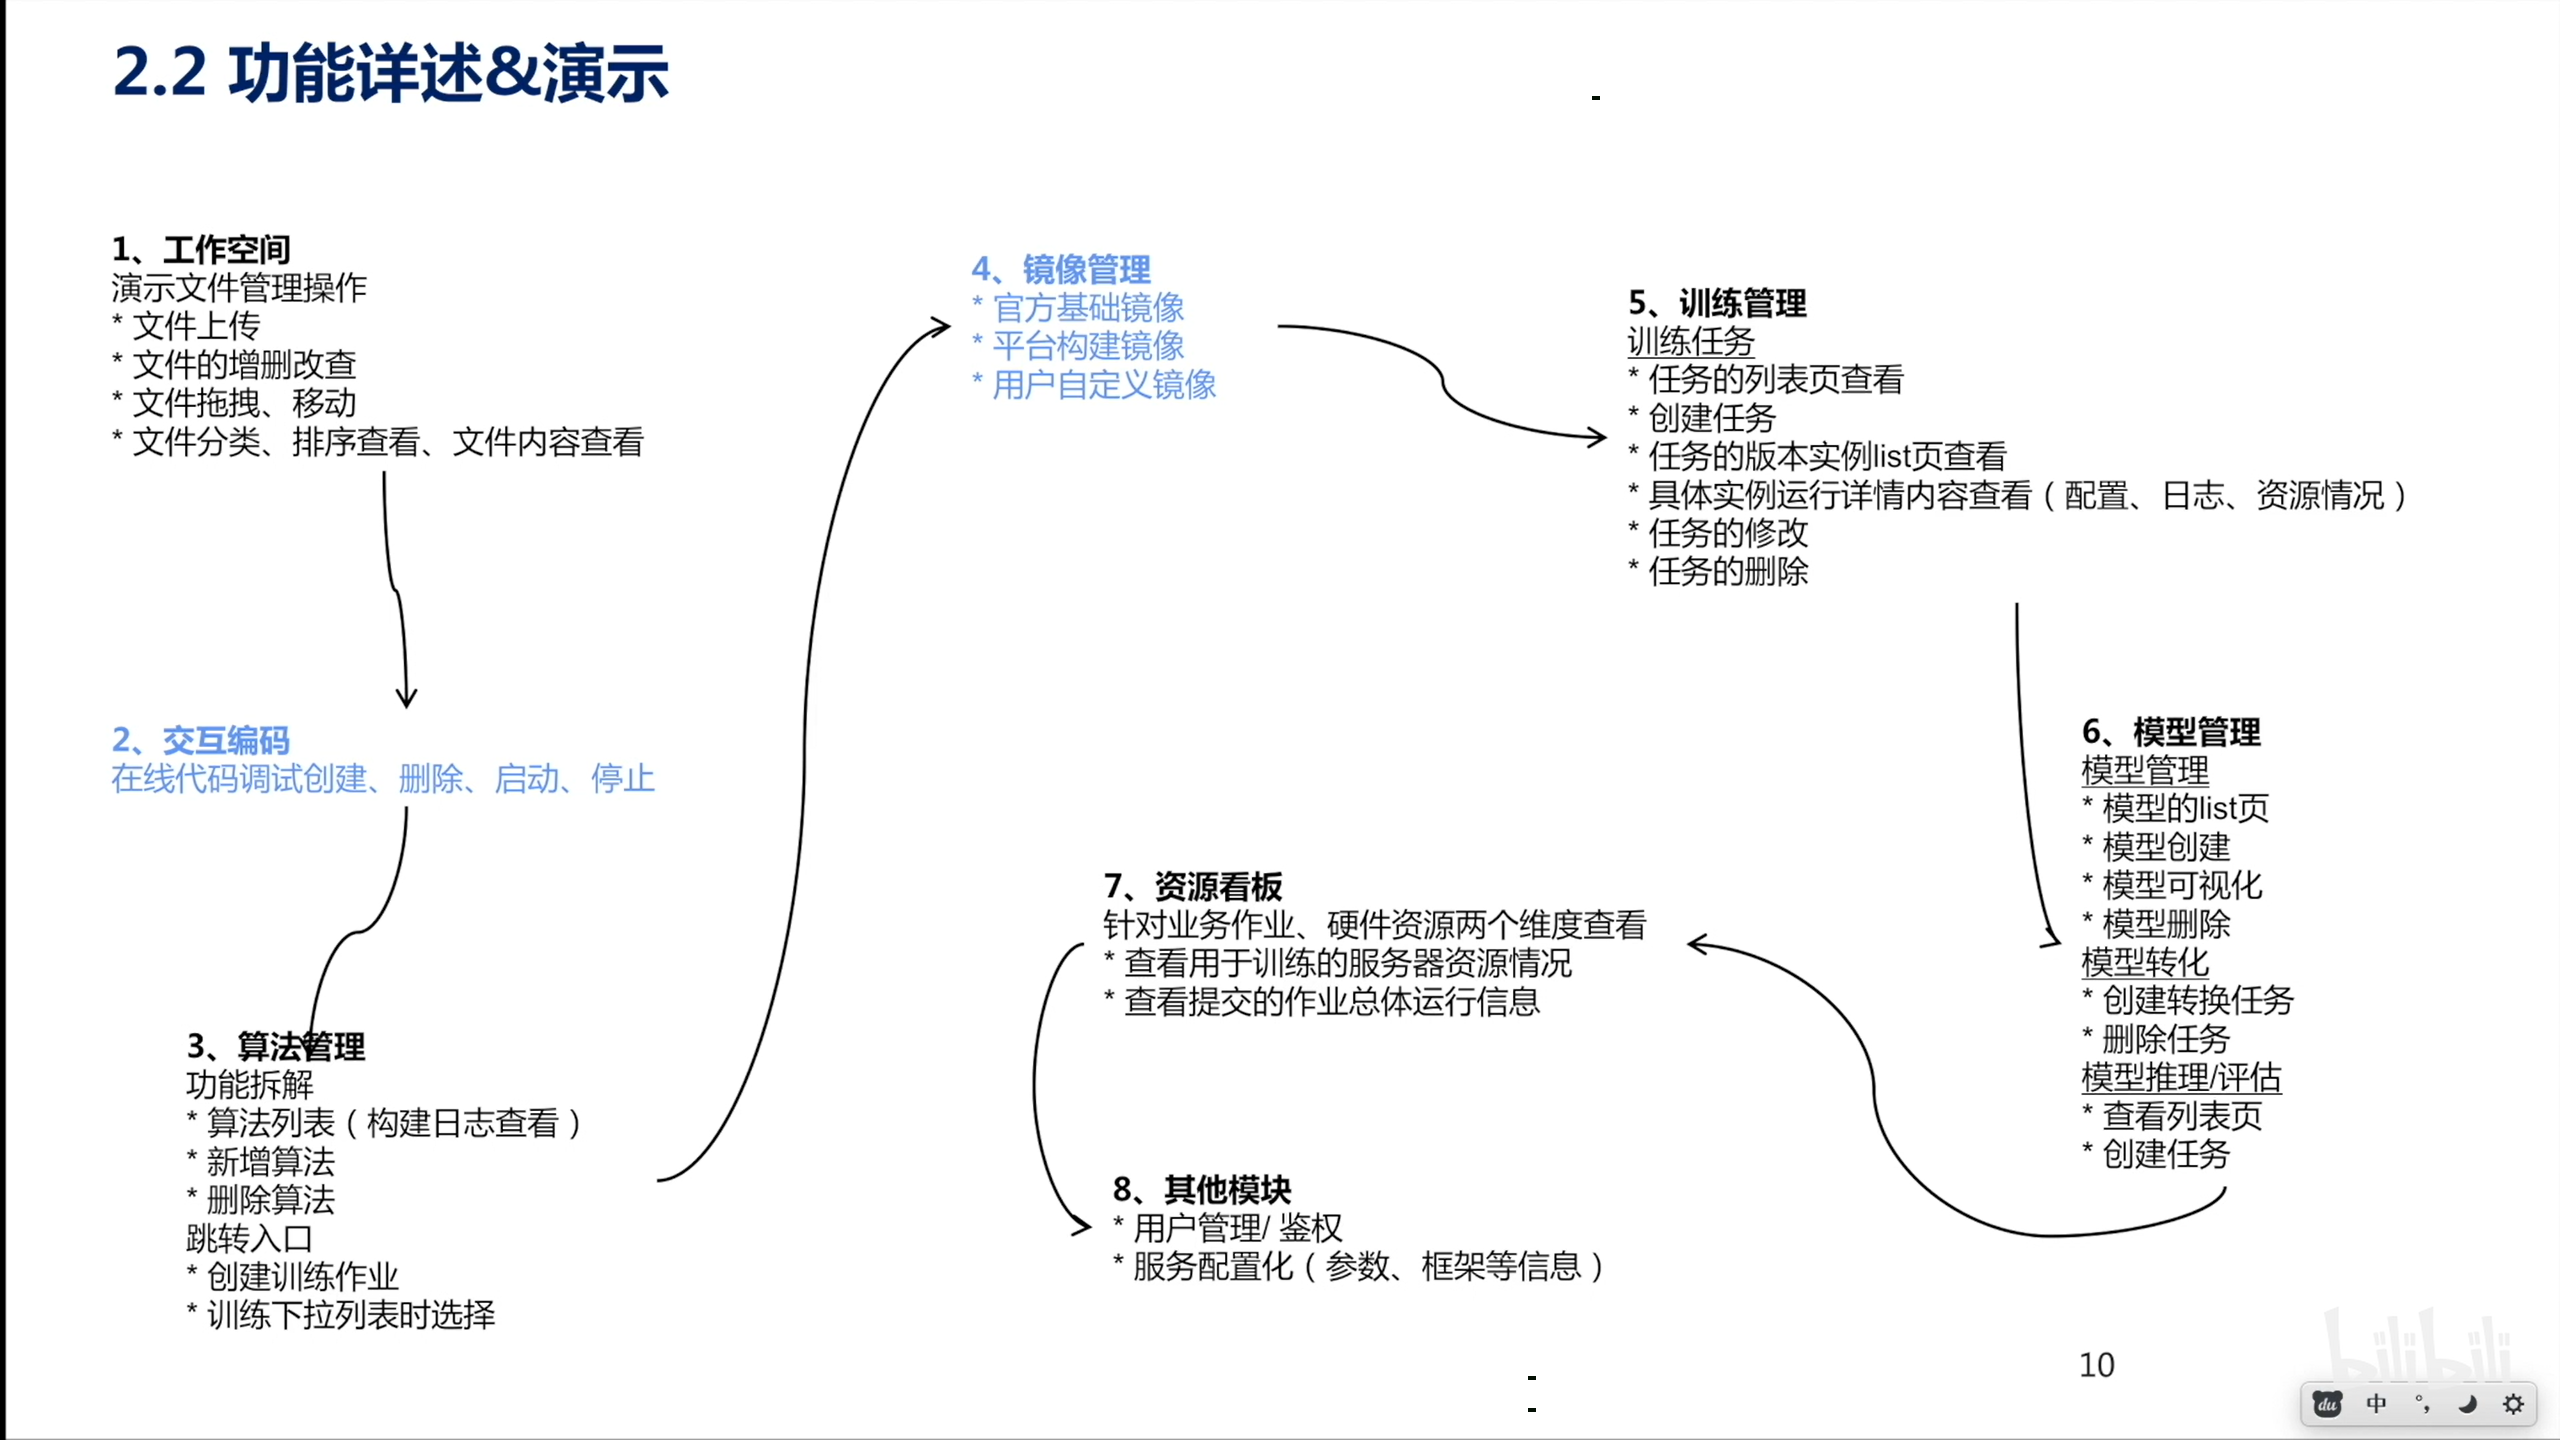 2.2 功能详述&演示
1、工作空间
演示文件管理操作
* 文件上传
* 文件的增删改查
* 文件拖拽、移动
* 文件分类、排序查看、文件内容查看
2、交互编码
在线代码调试创建、删除、启动、停止
3、算法管理
功能拆解
* 算法列表（构建日志查看）
* 新增算法
* 删除算法
跳转入口
* 创建训练作业
* 训练下拉列表时选择
4、镜像管理
* 官方基础镜像
* 平台构建镜像
* 用户自定义镜像
5、训练管理
训练任务
* 任务的列表页查看
* 创建任务
* 任务的版本实例list页查看
* 具体实例运行详情内容查看（配置、日志、资源情况）
* 任务的修改
* 任务的删除
6、模型管理
模型管理
* 模型的list页
* 模型创建
* 模型可视化
* 模型删除
模型转化
* 创建转换任务
* 删除任务
模型推理/评估
* 查看列表页
* 创建任务
7、资源看板
针对业务作业、硬件资源两个维度查看
* 查看用于训练的服务器资源情况
* 查看提交的作业总体运行信息
8、其他模块
* 用户管理/ 鉴权
* 服务配置化（参数、框架等信息）
10
bilibili
du 中 °,